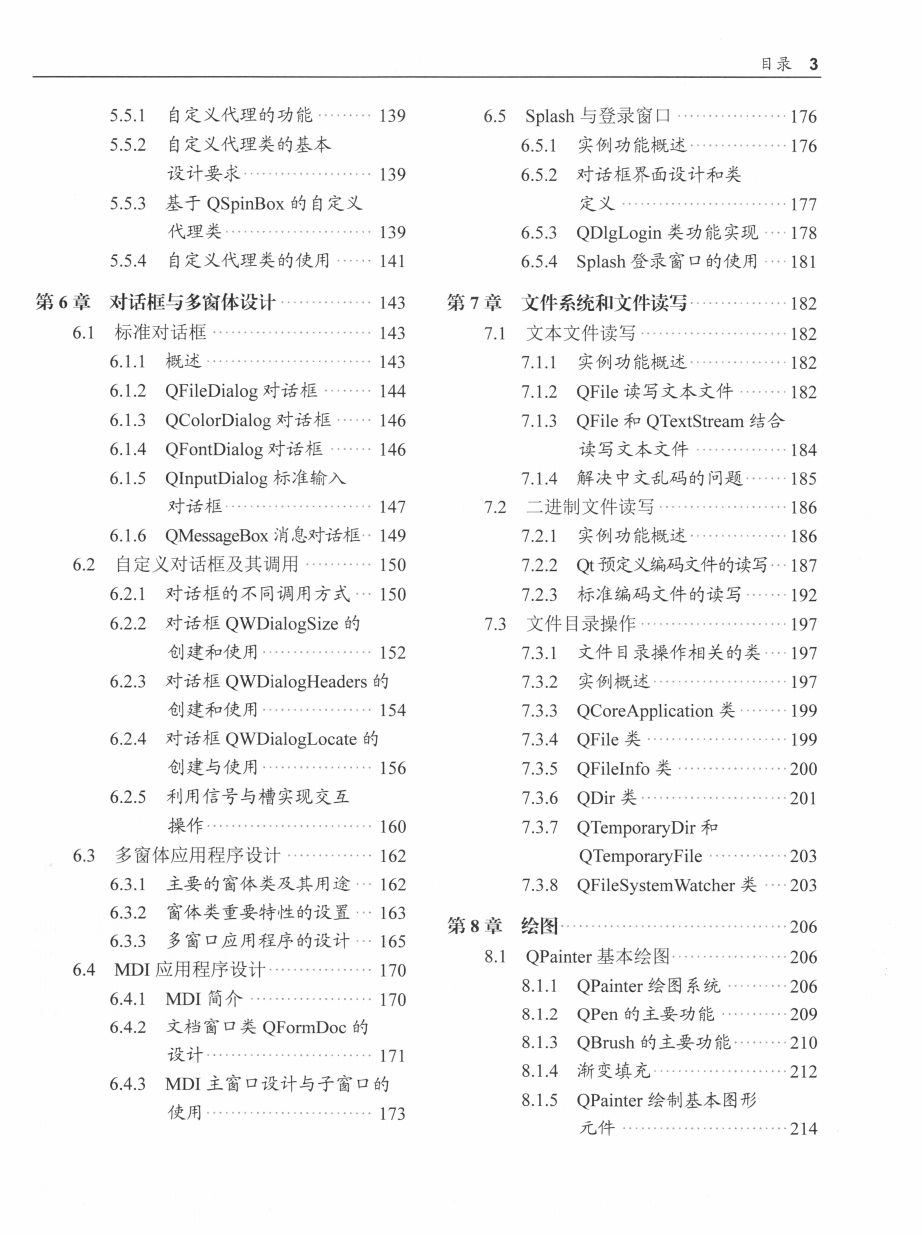 目录 3
5.5.1 自定义代理的功能 ········· 139
5.5.2 自定义代理类的基本
设计要求····················· 139
5.5.3 基于 QSpinBox 的自定义
代理类························ 139
5.5.4 自定义代理类的使用 ······ 141
第 6 章 对话框与多窗体设计··············· 143
6.1 标准对话框 ·························· 143
6.1.1 概述 ··························· 143
6.1.2 QFileDialog 对话框 ········ 144
6.1.3 QColorDialog 对话框 ······ 146
6.1.4 QFontDialog 对话框 ······· 146
6.1.5 QInputDialog 标准输入
对话框························ 147
6.1.6 QMessageBox 消息对话框·· 149
6.2 自定义对话框及其调用 ··········· 150
6.2.1 对话框的不同调用方式 ··· 150
6.2.2 对话框 QWDialogSize 的
创建和使用·················· 152
6.2.3 对话框 QWDialogHeaders 的
创建和使用·················· 154
6.2.4 对话框 QWDialogLocate 的
创建与使用·················· 156
6.2.5 利用信号与槽实现交互
操作··························· 160
6.3 多窗体应用程序设计 ·············· 162
6.3.1 主要的窗体类及其用途 ··· 162
6.3.2 窗体类重要特性的设置 ··· 163
6.3.3 多窗口应用程序的设计 ··· 165
6.4 MDI 应用程序设计················· 170
6.4.1 MDI 简介 ···················· 170
6.4.2 文档窗口类 QFormDoc 的
设计··························· 171
6.4.3 MDI 主窗口设计与子窗口的
使用··························· 173
6.5 Splash 与登录窗口 ·················· 176
6.5.1 实例功能概述················ 176
6.5.2 对话框界面设计和类
定义 ··························· 177
6.5.3 QDlgLogin 类功能实现 ···· 178
6.5.4 Splash 登录窗口的使用 ···· 181
第 7 章 文件系统和文件读写················ 182
7.1 文本文件读写 ························ 182
7.1.1 实例功能概述················ 182
7.1.2 QFile 读写文本文件 ········ 182
7.1.3 QFile 和 QTextStream 结合
读写文本文件 ··············· 184
7.1.4 解决中文乱码的问题······· 185
7.2 二进制文件读写 ····················· 186
7.2.1 实例功能概述················ 186
7.2.2 Qt 预定义编码文件的读写··· 187
7.2.3 标准编码文件的读写······· 192
7.3 文件目录操作························ 197
7.3.1 文件目录操作相关的类···· 197
7.3.2 实例概述······················ 197
7.3.3 QCoreApplication 类 ········ 199
7.3.4 QFile 类 ······················· 199
7.3.5 QFileInfo 类 ·················· 200
7.3.6 QDir 类························ 201
7.3.7 QTemporaryDir 和
QTemporaryFile ············· 203
7.3.8 QFileSystemWatcher 类 ···· 203
第 8 章 绘图····································· 206
8.1 QPainter 基本绘图··················· 206
8.1.1 QPainter 绘图系统 ·········· 206
8.1.2 QPen 的主要功能 ··········· 209
8.1.3 QBrush 的主要功能········· 210
8.1.4 渐变填充······················ 212
8.1.5 QPainter 绘制基本图形
元件 ··························· 214